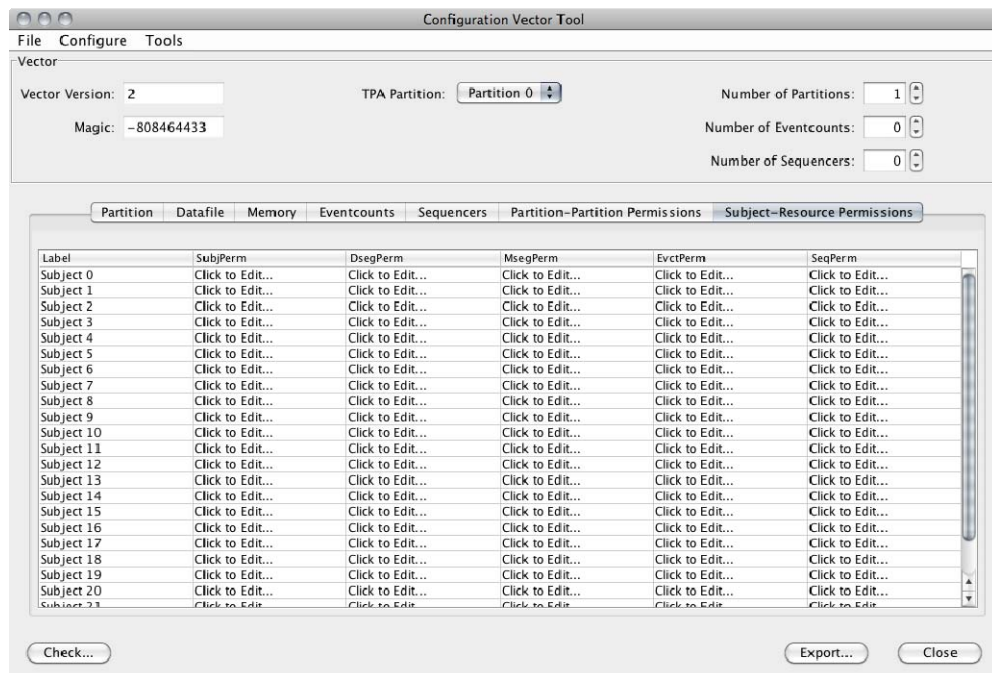 Configuration Vector Tool
File Configure Tools
Vector
Vector Version: 2 TPA Partition: Partition 0 Number of Partitions: 1
Magic: -808464433 Number of Eventcounts: 0
Number of Sequencers: 0
Partition Datafile Memory Eventcounts Sequencers Partition-Partition Permissions Subject-Resource Permissions
Label SubjPerm DsegPerm MsegPerm EvctPerm SeqPerm
Subject 0 Click to Edit... Click to Edit... Click to Edit... Click to Edit... Click to Edit...
Subject 1 Click to Edit... Click to Edit... Click to Edit... Click to Edit... Click to Edit...
Subject 2 Click to Edit... Click to Edit... Click to Edit... Click to Edit... Click to Edit...
Subject 3 Click to Edit... Click to Edit... Click to Edit... Click to Edit... Click to Edit...
Subject 4 Click to Edit... Click to Edit... Click to Edit... Click to Edit... Click to Edit...
Subject 5 Click to Edit... Click to Edit... Click to Edit... Click to Edit... Click to Edit...
Subject 6 Click to Edit... Click to Edit... Click to Edit... Click to Edit... Click to Edit...
Subject 7 Click to Edit... Click to Edit... Click to Edit... Click to Edit... Click to Edit...
Subject 8 Click to Edit... Click to Edit... Click to Edit... Click to Edit... Click to Edit...
Subject 9 Click to Edit... Click to Edit... Click to Edit... Click to Edit... Click to Edit...
Subject 10 Click to Edit... Click to Edit... Click to Edit... Click to Edit... Click to Edit...
Subject 11 Click to Edit... Click to Edit... Click to Edit... Click to Edit... Click to Edit...
Subject 12 Click to Edit... Click to Edit... Click to Edit... Click to Edit... Click to Edit...
Subject 13 Click to Edit... Click to Edit... Click to Edit... Click to Edit... Click to Edit...
Subject 14 Click to Edit... Click to Edit... Click to Edit... Click to Edit... Click to Edit...
Subject 15 Click to Edit... Click to Edit... Click to Edit... Click to Edit... Click to Edit...
Subject 16 Click to Edit... Click to Edit... Click to Edit... Click to Edit... Click to Edit...
Subject 17 Click to Edit... Click to Edit... Click to Edit... Click to Edit... Click to Edit...
Subject 18 Click to Edit... Click to Edit... Click to Edit... Click to Edit... Click to Edit...
Subject 19 Click to Edit... Click to Edit... Click to Edit... Click to Edit... Click to Edit...
Subject 20 Click to Edit... Click to Edit... Click to Edit... Click to Edit... Click to Edit...
Subject 21 Click to Edit Click to Edit Click to Edit Click to Edit Click to Edit
Check... Export... Close